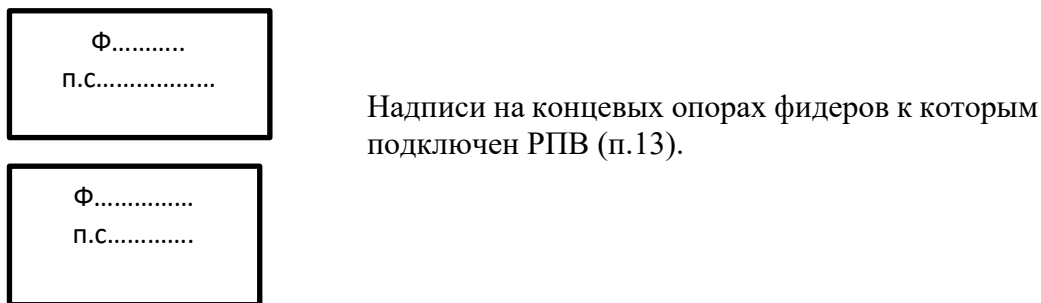 Ф...........
п.с..................
Надписи на концевых опорах фидеров к которым
подключен РПВ (п.13).
Ф...............
п.с.............